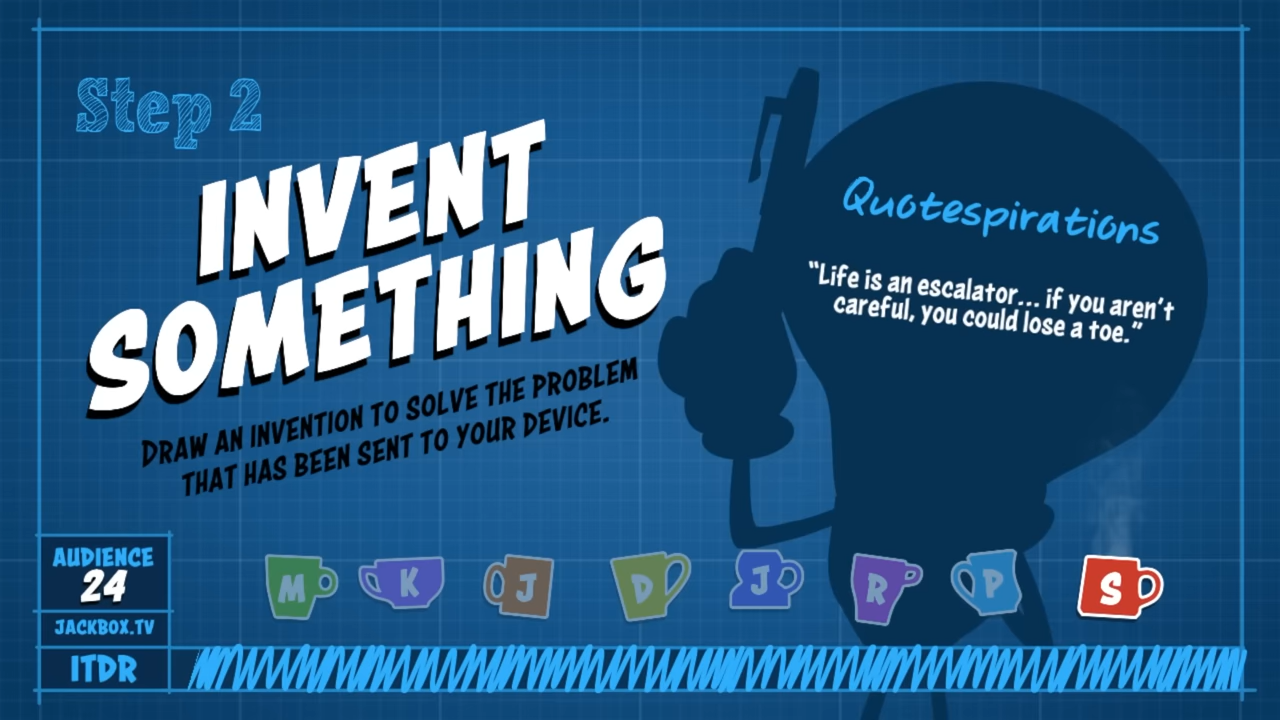 Step 2
INVENT
SOMETHING
DRAW AN INVENTION TO SOLVE THE PROBLEM
THAT HAS BEEN SENT TO YOUR DEVICE.
Quotespirations
"Life is an escalator... if you aren't
careful, you could lose a toe."
AUDIENCE
24
JACKBOX.TV
ITDR
M K J D J R P S